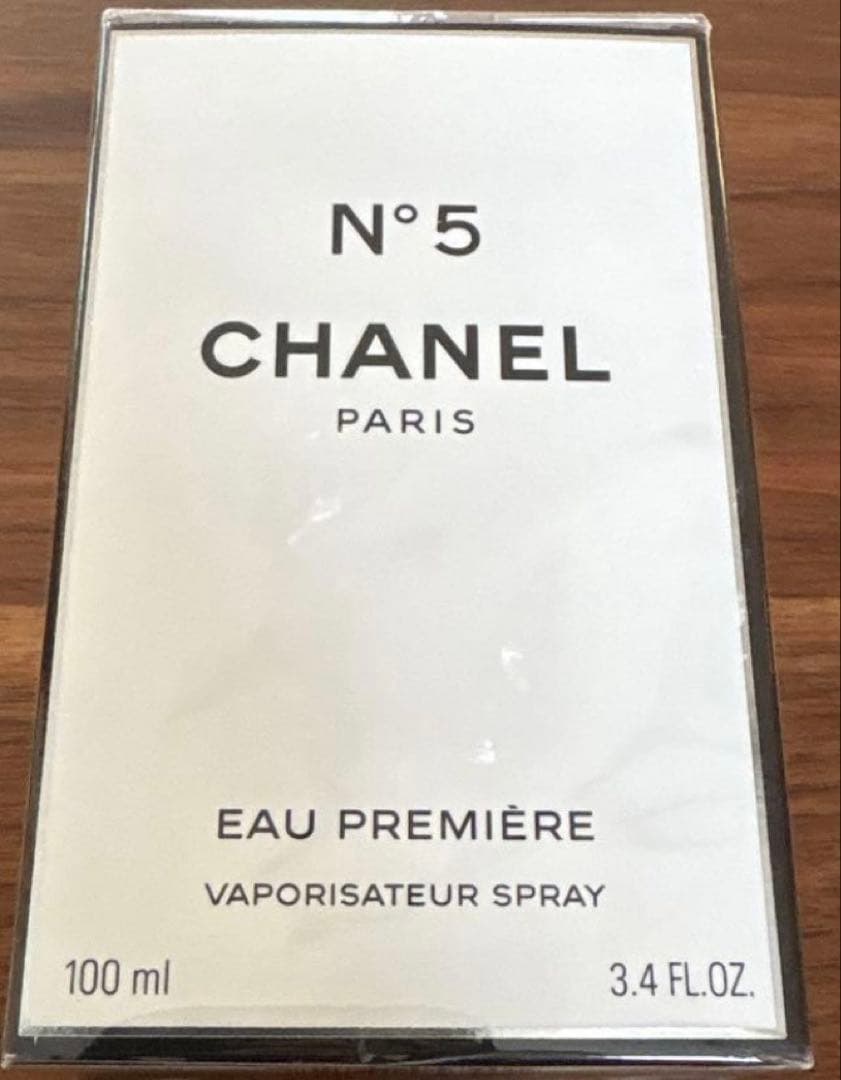 N°5
CHANEL
PARIS
EAU PREMIÈRE
VAPORISATEUR SPRAY
100 ml
3.4 FL.OZ.